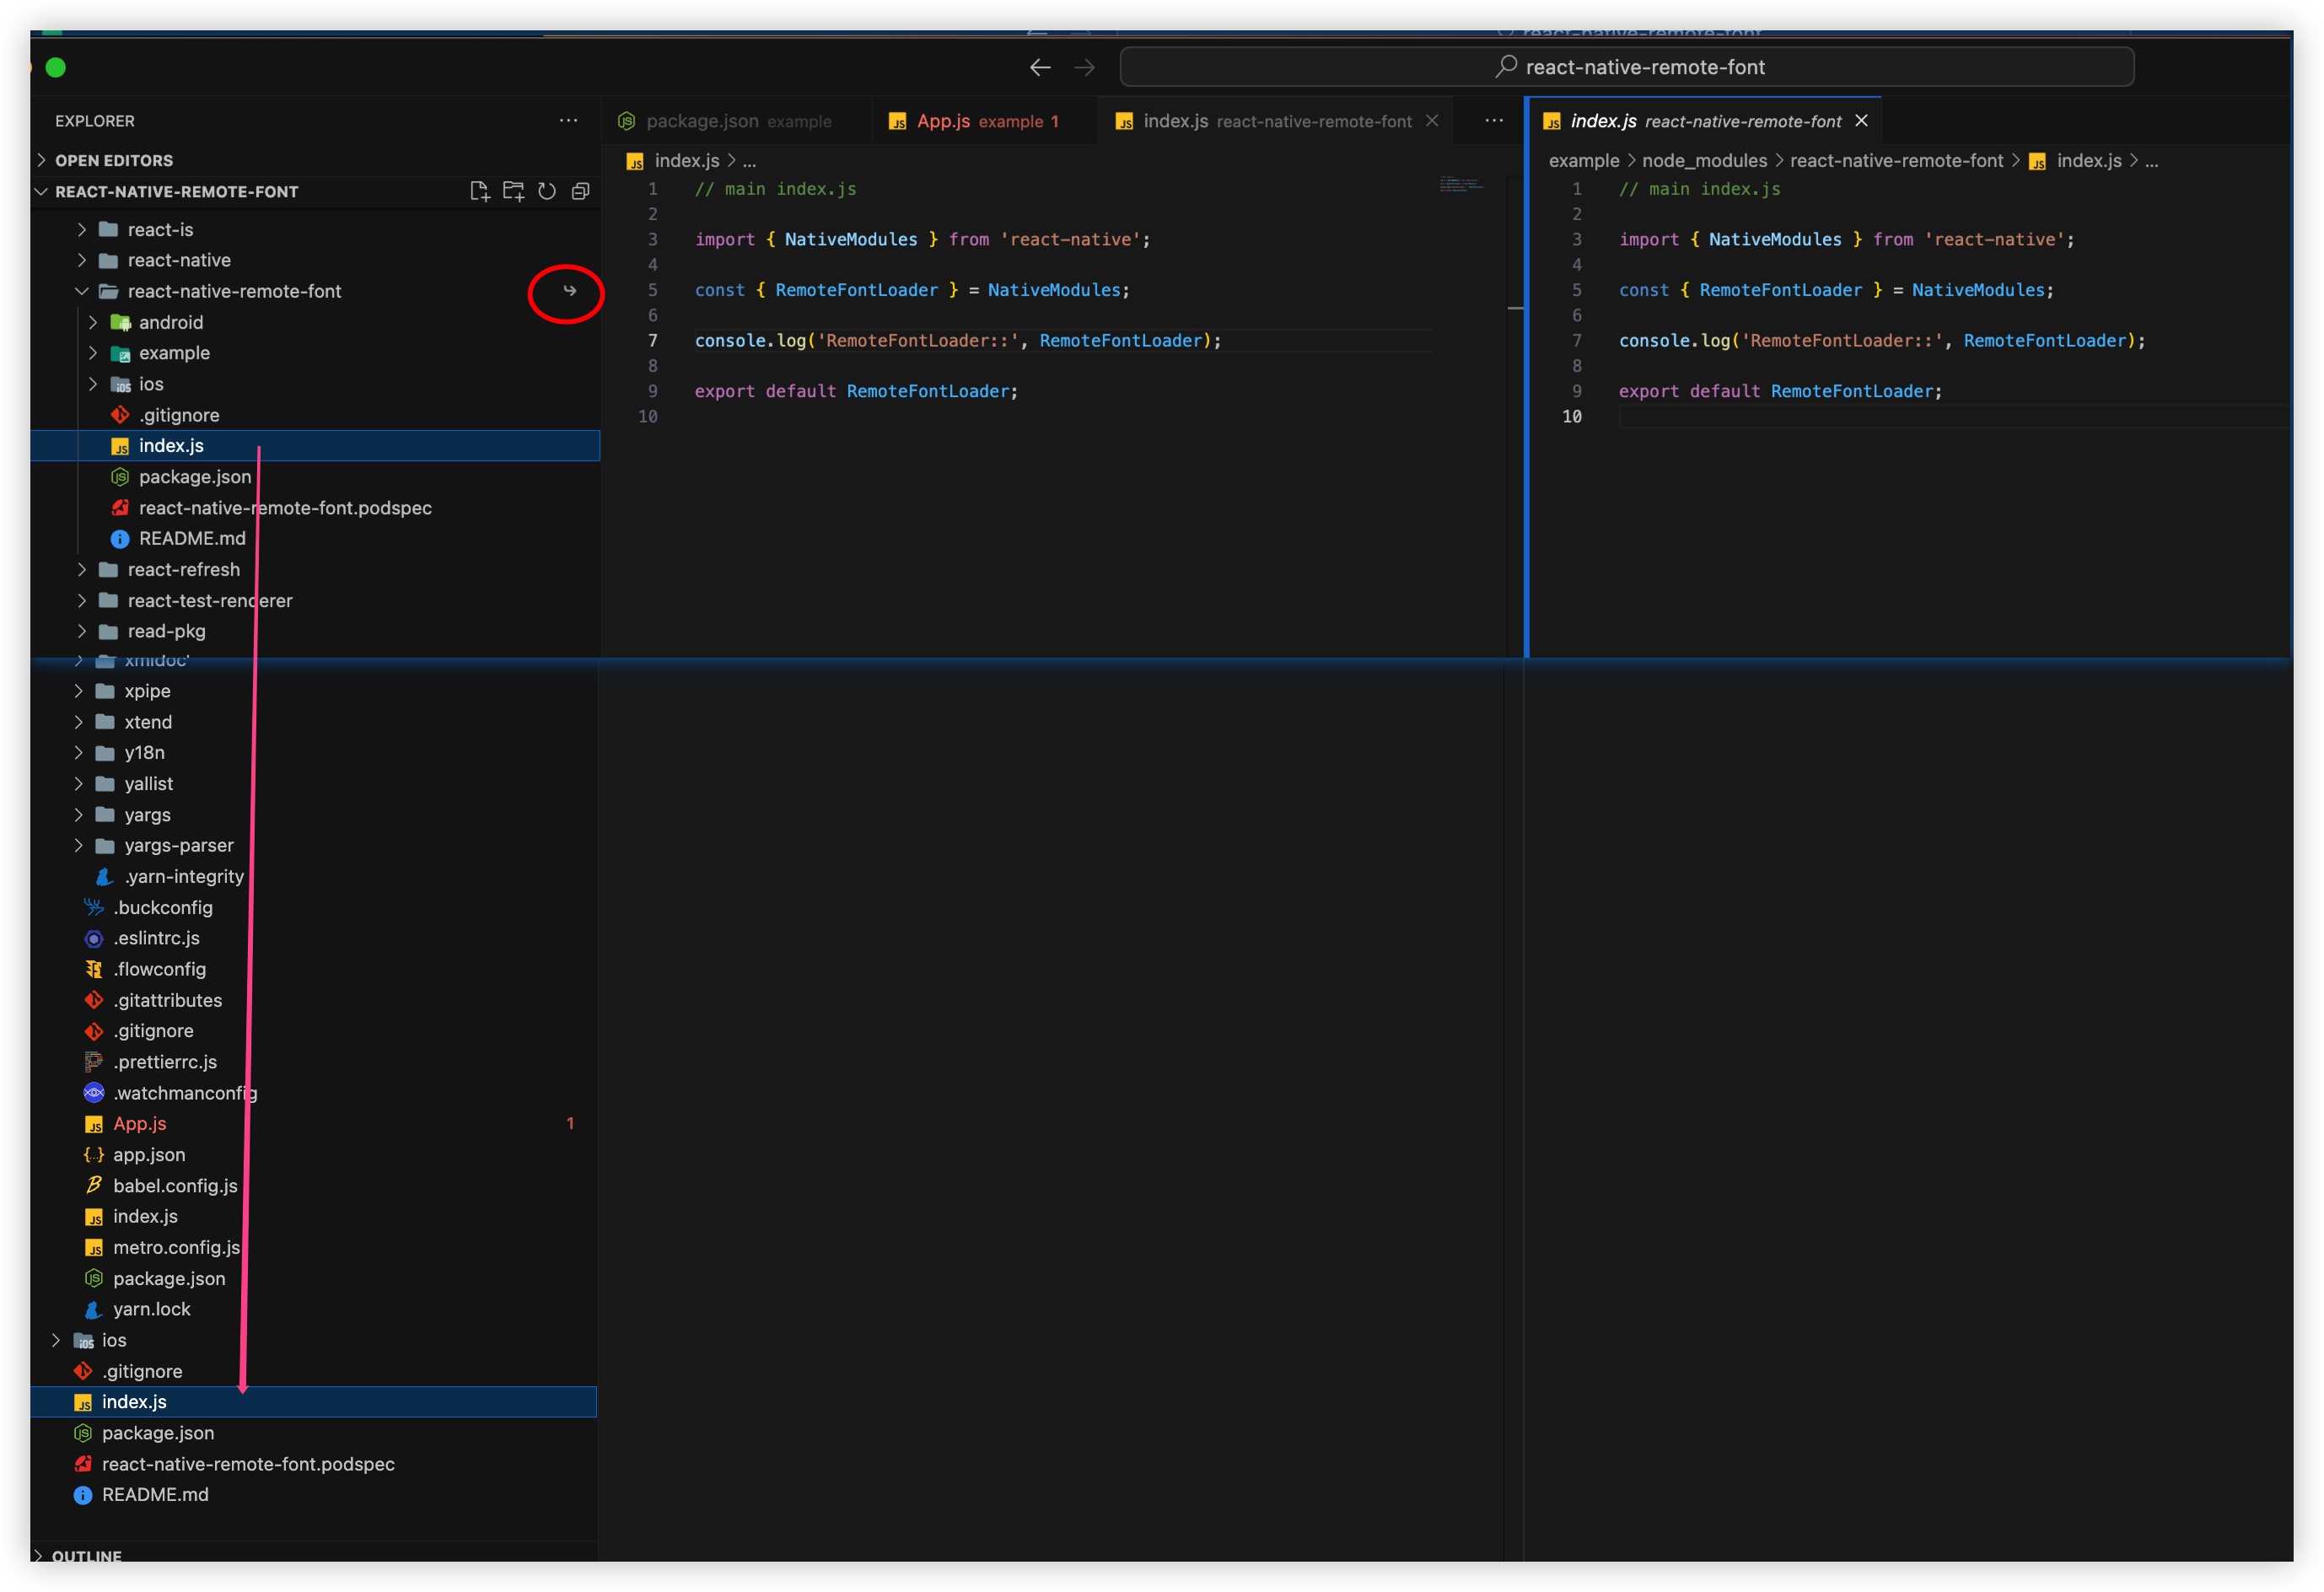 react-native-remote-font
EXPLORER
OPEN EDITORS
REACT-NATIVE-REMOTE-FONT
react-is
react-native
react-native-remote-font
android
example
ios
.gitignore
index.js
package.json
react-native-remote-font.podspec
README.md
react-refresh
react-test-renderer
read-pkg
xmldoc
xpipe
xtend
y18n
yallist
yargs
yargs-parser
.yarn-integrity
.buckconfig
.eslintrc.js
.flowconfig
.gitattributes
.gitignore
.prettierrc.js
.watchmanconfig
App.js 1
app.json
babel.config.js
index.js
metro.config.js
package.json
yarn.lock
ios
.gitignore
index.js
package.json
react-native-remote-font.podspec
README.md
OUTLINE
package.json example
App.js example 1
index.js react-native-remote-font
index.js > ...
1 // main index.js
2
3 import { NativeModules } from 'react-native';
4
5 const { RemoteFontLoader } = NativeModules;
6
7 console.log('RemoteFontLoader::', RemoteFontLoader);
8
9 export default RemoteFontLoader;
10
index.js react-native-remote-font
example > node_modules > react-native-remote-font > index.js > ...
1 // main index.js
2
3 import { NativeModules } from 'react-native';
4
5 const { RemoteFontLoader } = NativeModules;
6
7 console.log('RemoteFontLoader::', RemoteFontLoader);
8
9 export default RemoteFontLoader;
10